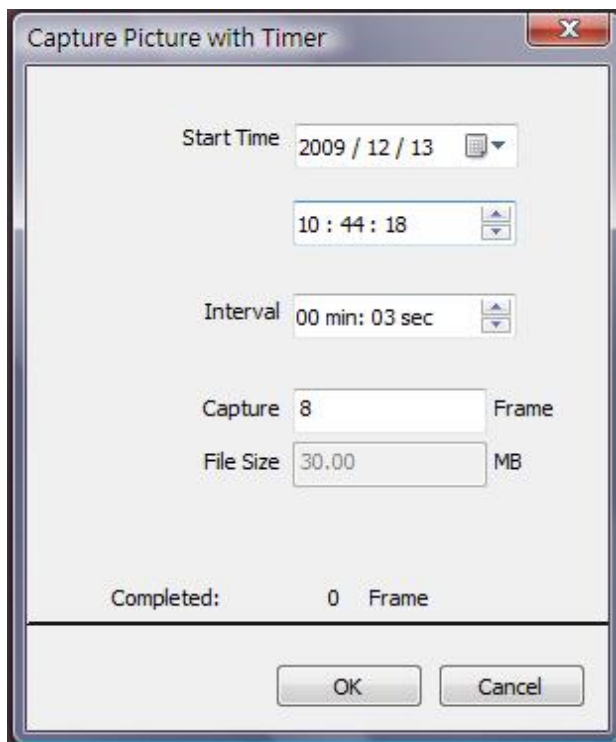 Capture Picture with Timer
Start Time 2009 / 12 / 13
10 : 44 : 18
Interval 00 min: 03 sec
Capture 8 Frame
File Size 30.00 MB
Completed: 0 Frame
OK Cancel